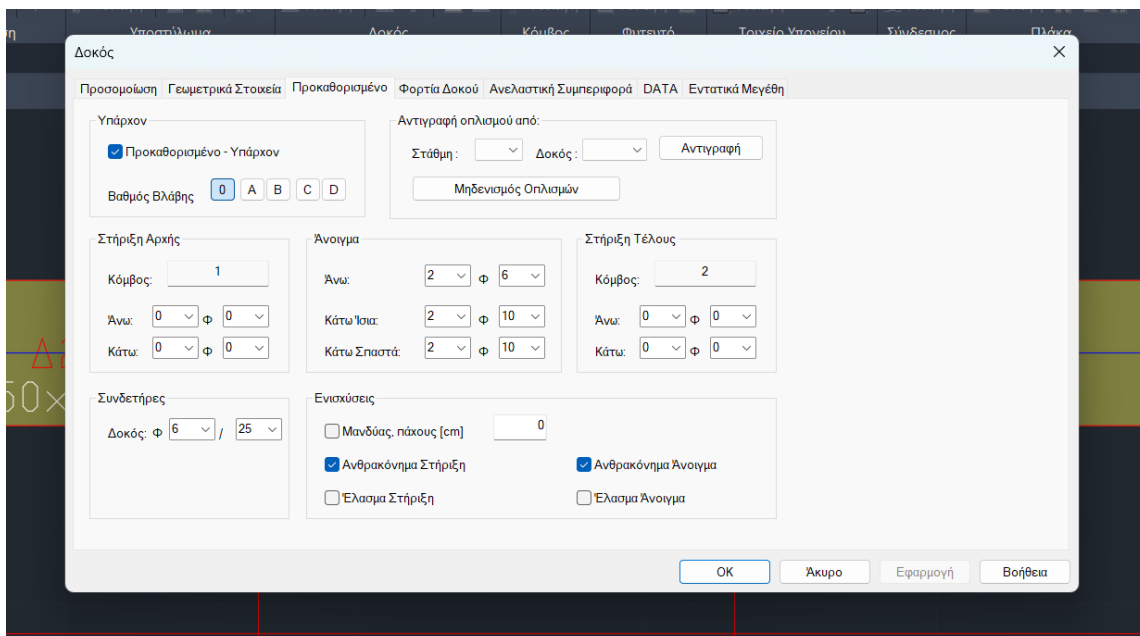 Υποστύλωμα Δοκός Κόμβος Φυτευτό Τοιχείο Υπογείου Σύνδεσμος Πλάκα
Δοκός
Προσομοίωση Γεωμετρικά Στοιχεία Προκαθορισμένο Φορτία Δοκού Ανελαστική Συμπεριφορά DATA Εντατικά Μεγέθη
Υπάρχον
Προκαθορισμένο - Υπάρχον
Βαθμός Βλάβης 0 A B C D
Αντιγραφή οπλισμού από:
Στάθμη : Δοκός : Αντιγραφή
Μηδενισμός Οπλισμών
Στήριξη Αρχής
Κόμβος: 1
Άνω: 0 Φ 0
Κάτω: 0 Φ 0
Άνοιγμα
Άνω: 2 Φ 6
Κάτω Ίσια: 2 Φ 10
Κάτω Σπαστά: 2 Φ 10
Στήριξη Τέλους
Κόμβος: 2
Άνω: 0 Φ 0
Κάτω: 0 Φ 0
Συνδετήρες
Δοκός: Φ 6 / 25
Ενισχύσεις
Μανδύας, πάχους [cm] 0
Ανθρακόνημα Στήριξη Ανθρακόνημα Άνοιγμα
Έλασμα Στήριξη Έλασμα Άνοιγμα
OK Άκυρο Εφαρμογή Βοήθεια